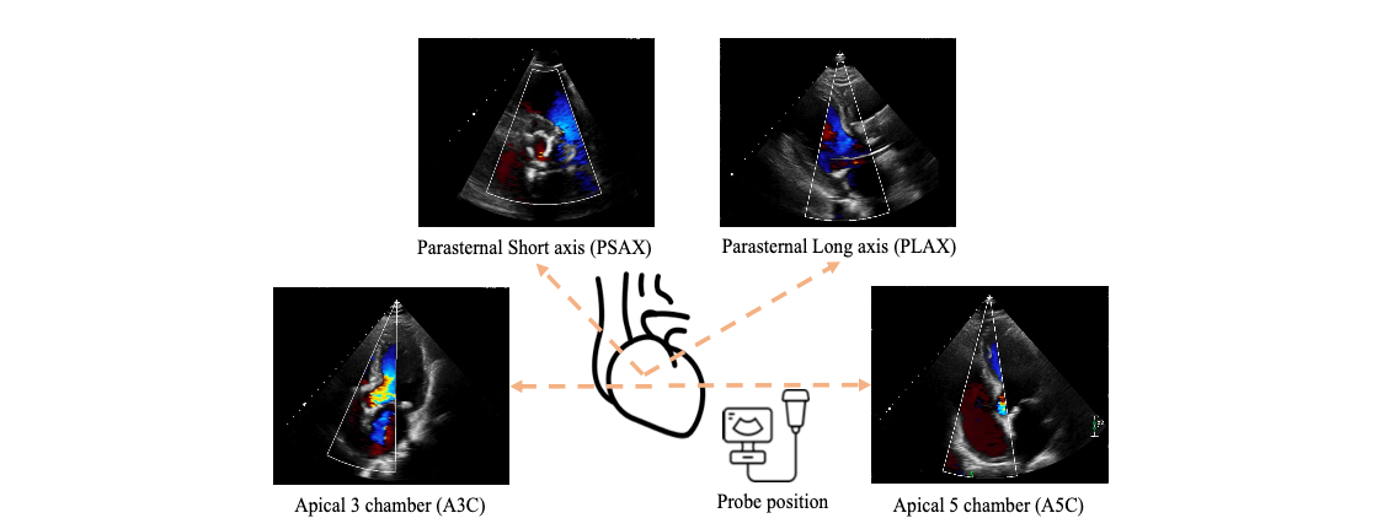 Parasternal Short axis (PSAX)
Parasternal Long axis (PLAX)
Apical 3 chamber (A3C)
Probe position
Apical 5 chamber (A5C)